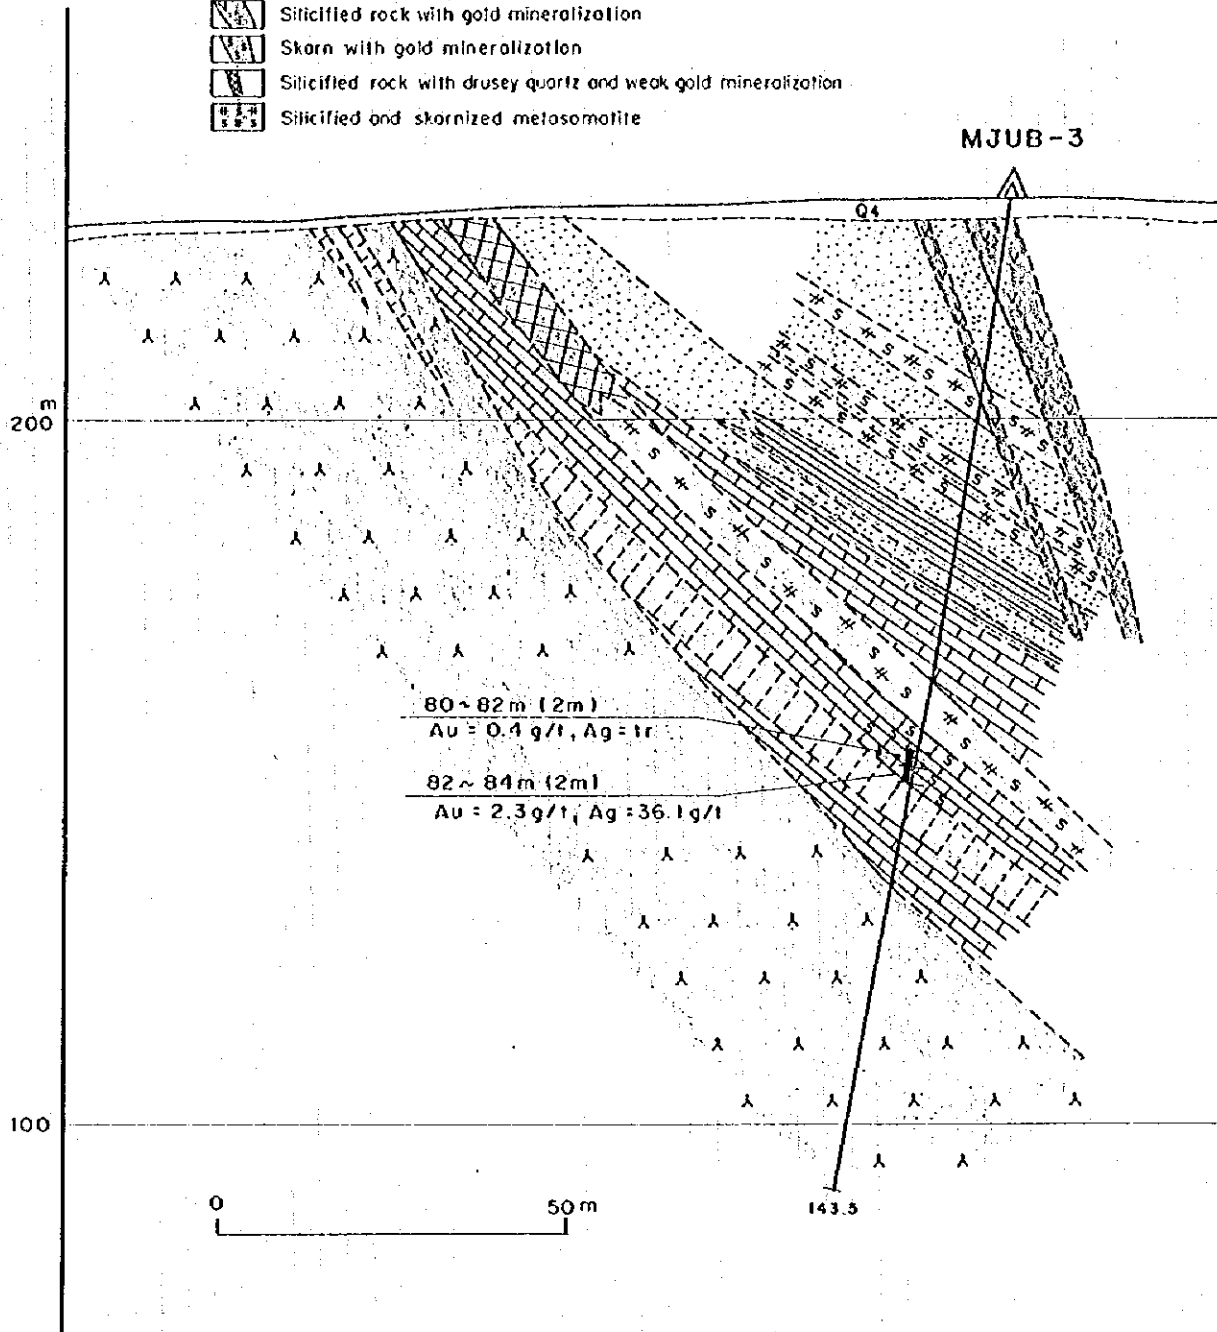 Silicified rock with gold mineralization
Skarn with gold mineralization
Silicified rock with drusey quartz and weak gold mineralization
Silicified and skarnized metasomatite
MJUB-3
Q4
m
200
80~82m (2m)
Au = 0.4 g/t, Ag = tr
82~84m (2m)
Au = 2.3 g/t, Ag = 36.1 g/t
100
0 50m
143.5